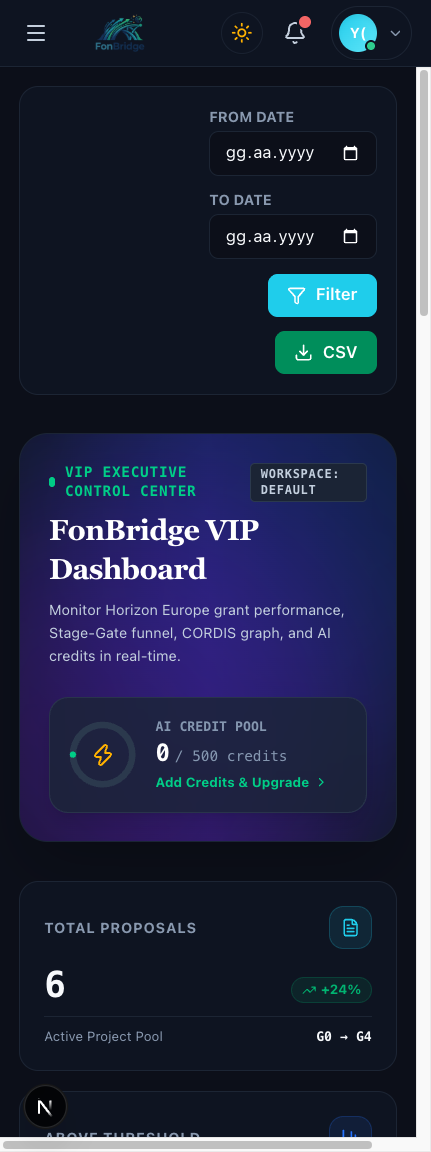 FonBridge
Y(
FROM DATE
gg.aa.yyyy
TO DATE
gg.aa.yyyy
Filter
CSV
VIP EXECUTIVE
CONTROL CENTER
WORKSPACE:
DEFAULT
FonBridge VIP
Dashboard
Monitor Horizon Europe grant performance,
Stage-Gate funnel, CORDIS graph, and AI
credits in real-time.
AI CREDIT POOL
0 / 500 credits
Add Credits & Upgrade
TOTAL PROPOSALS
6
+24%
Active Project Pool
G0 → G4
N
ABOVE THRESHOLD